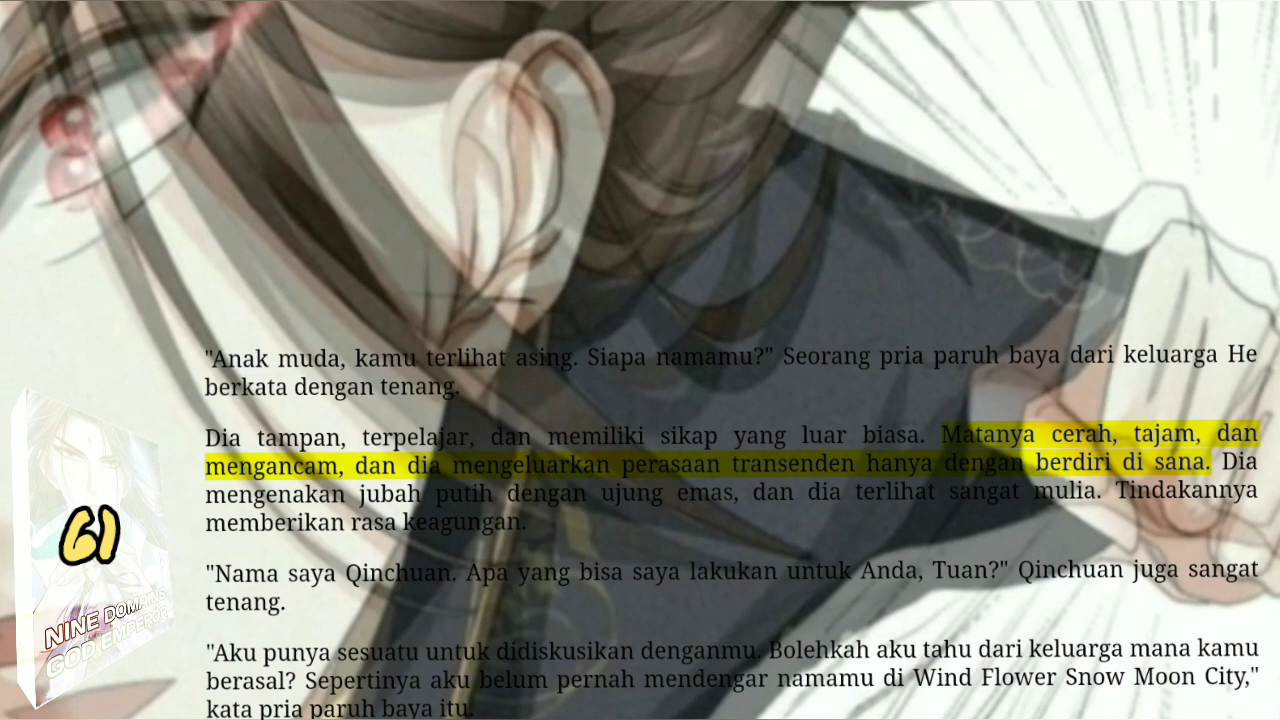 "Anak muda, kamu terlihat asing. Siapa namamu?" Seorang pria paruh baya dari keluarga He
berkata dengan tenang.
Dia tampan, terpelajar, dan memiliki sikap yang luar biasa. Matanya cerah, tajam, dan
mengancam, dan dia mengeluarkan perasaan transenden hanya dengan berdiri di sana. Dia
mengenakan jubah putih dengan ujung emas, dan dia terlihat sangat mulia. Tindakannya
memberikan rasa keagungan.
"Nama saya Qinchuan. Apa yang bisa saya lakukan untuk Anda, Tuan?" Qinchuan juga sangat
tenang.
"Aku punya sesuatu untuk didiskusikan denganmu. Bolehkah aku tahu dari keluarga mana kamu
berasal? Sepertinya aku belum pernah mendengar namamu di Wind Flower Snow Moon City,"
kata pria paruh baya itu.
61
NINE DOMAINS
GOD EMPEROR